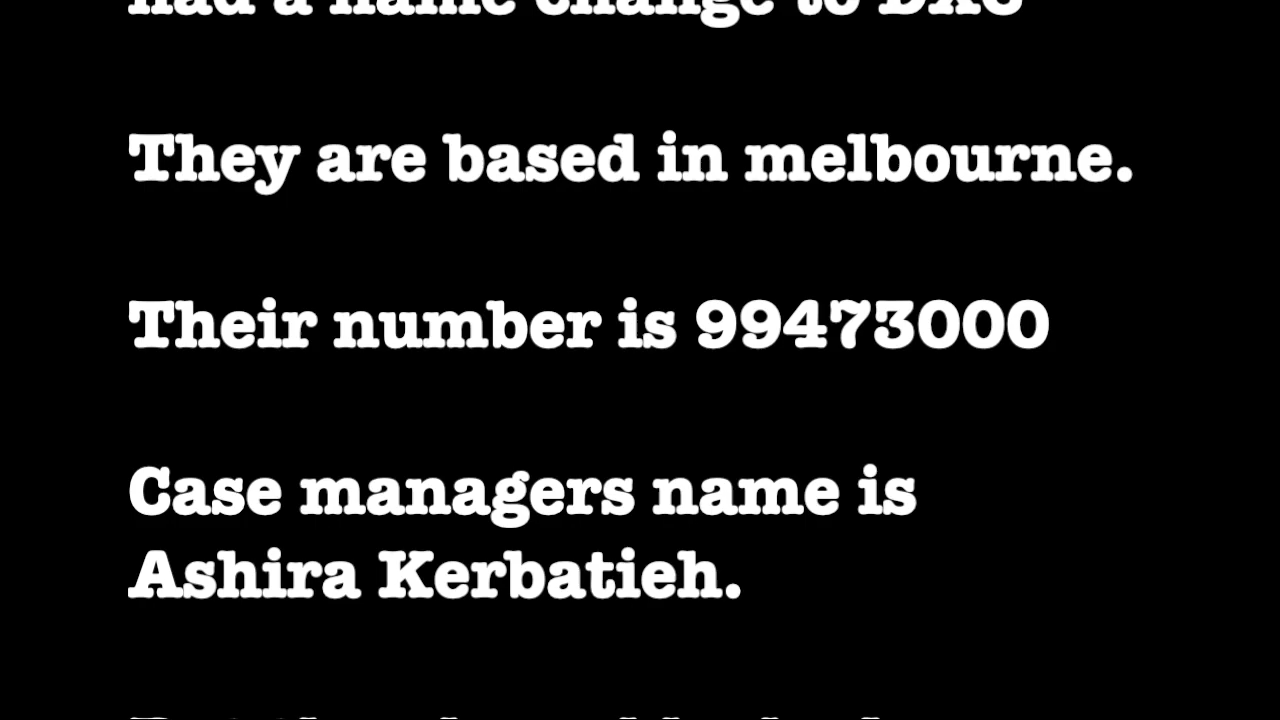 had a name change to DXC
They are based in melbourne.
Their number is 99473000
Case managers name is
Ashira Kerbatieh.